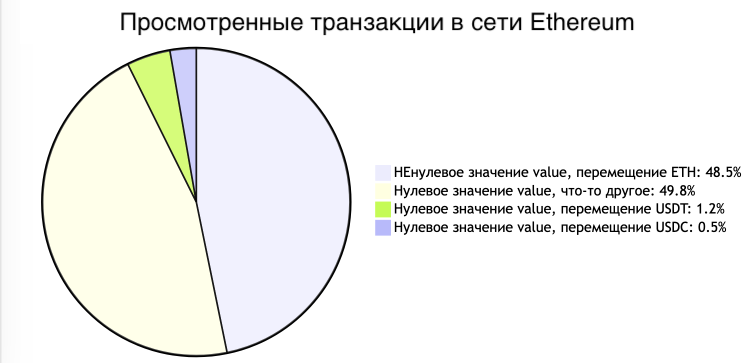 Просмотренные транзакции в сети Ethereum
НЕнулевое значение value, перемещение ETH: 48.5%
Нулевое значение value, что-то другое: 49.8%
Нулевое значение value, перемещение USDT: 1.2%
Нулевое значение value, перемещение USDC: 0.5%